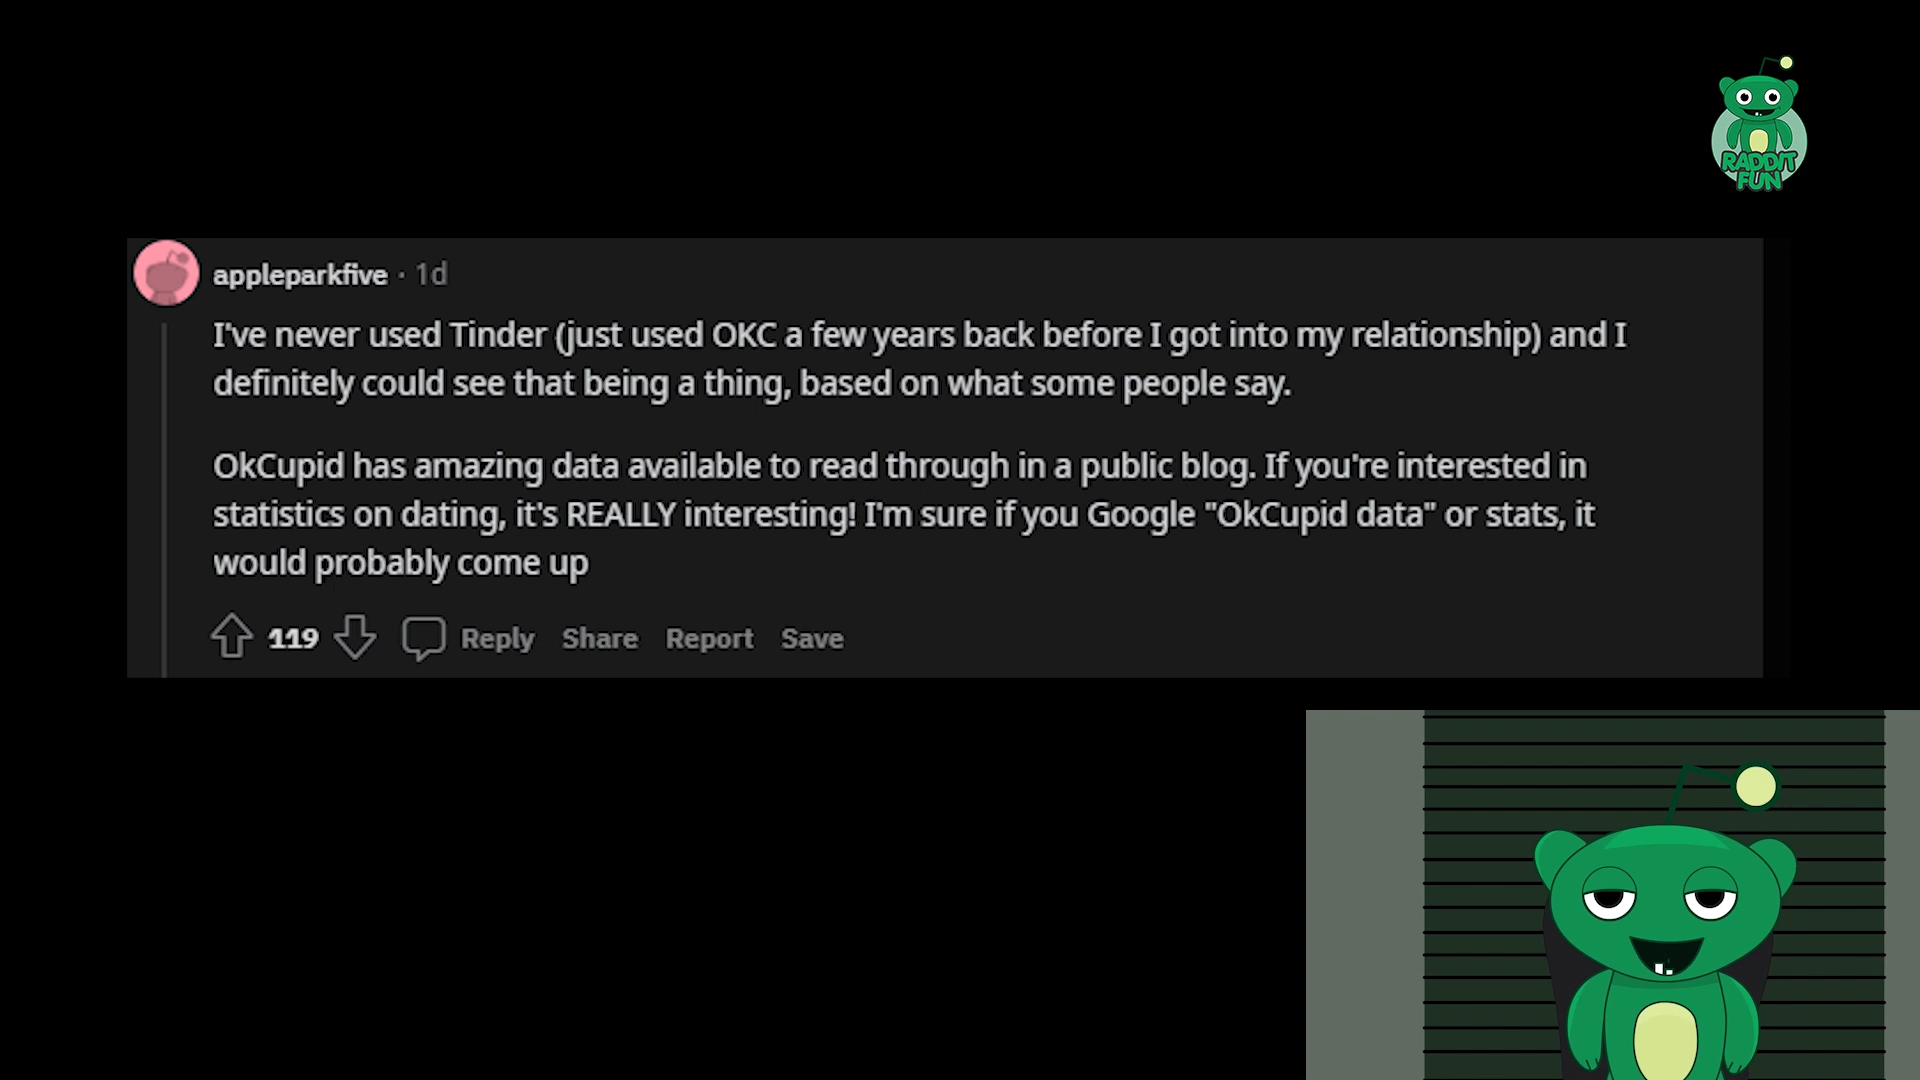 RADDIT
FUN
appleparkfive · 1d
I've never used Tinder (just used OKC a few years back before I got into my relationship) and I
definitely could see that being a thing, based on what some people say.
OkCupid has amazing data available to read through in a public blog. If you're interested in
statistics on dating, it's REALLY interesting! I'm sure if you Google "OkCupid data" or stats, it
would probably come up
119 Reply Share Report Save